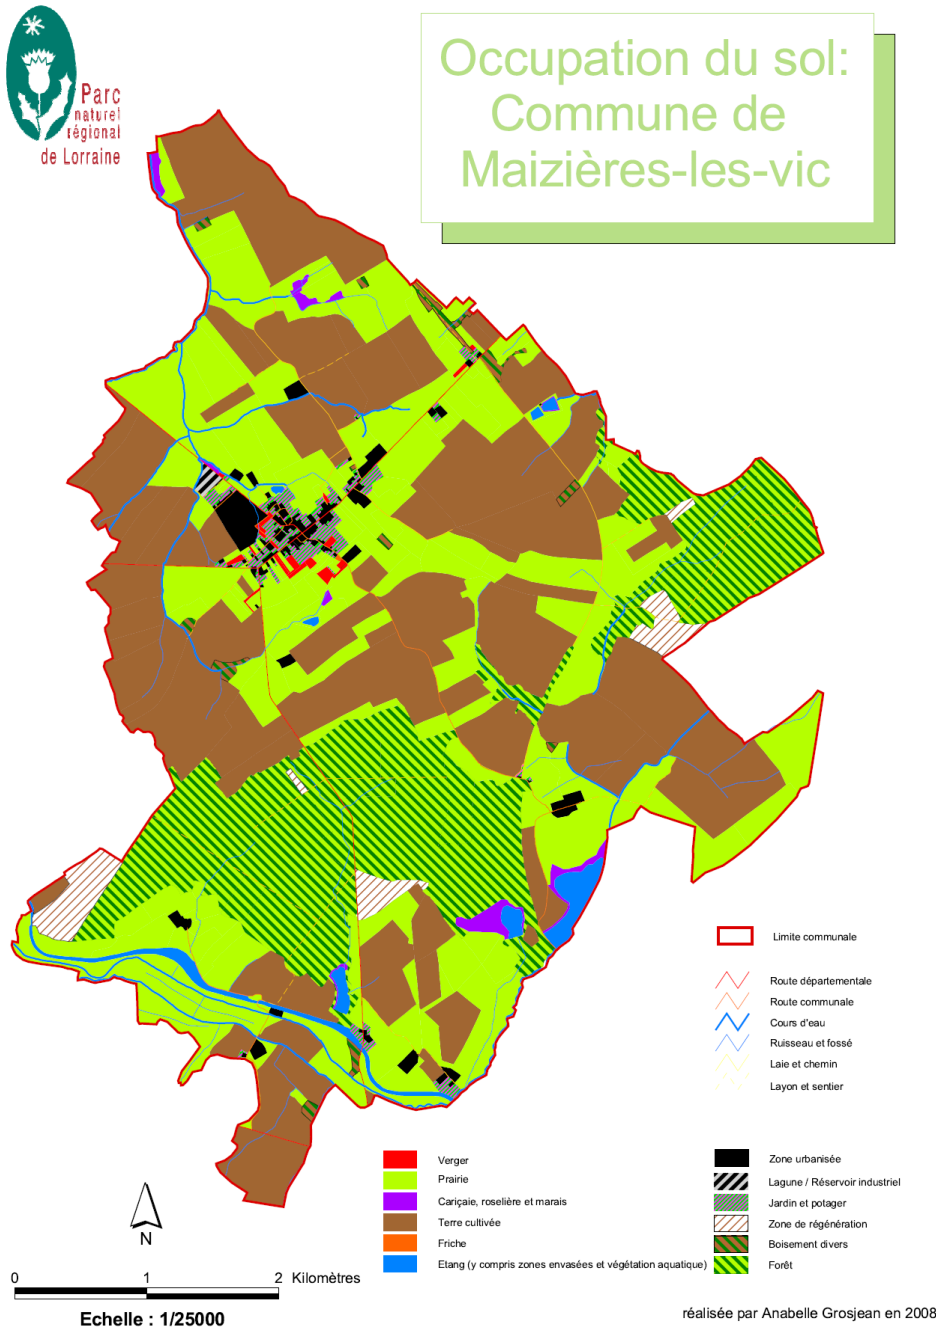 Parc
naturel
régional
de Lorraine
Occupation du sol:
Commune de
Maizières-les-vic
Limite communale
Route départementale
Route communale
Cours d'eau
Ruisseau et fossé
Laie et chemin
Layon et sentier
Verger
Prairie
Cariçaie, roselière et marais
Terre cultivée
Friche
Etang (y compris zones envasées et végétation aquatique)
Zone urbanisée
Lagune / Réservoir industriel
Jardin et potager
Zone de régénération
Boisement divers
Forêt
N
0 1 2 Kilomètres
Echelle : 1/25000
réalisée par Anabelle Grosjean en 2008